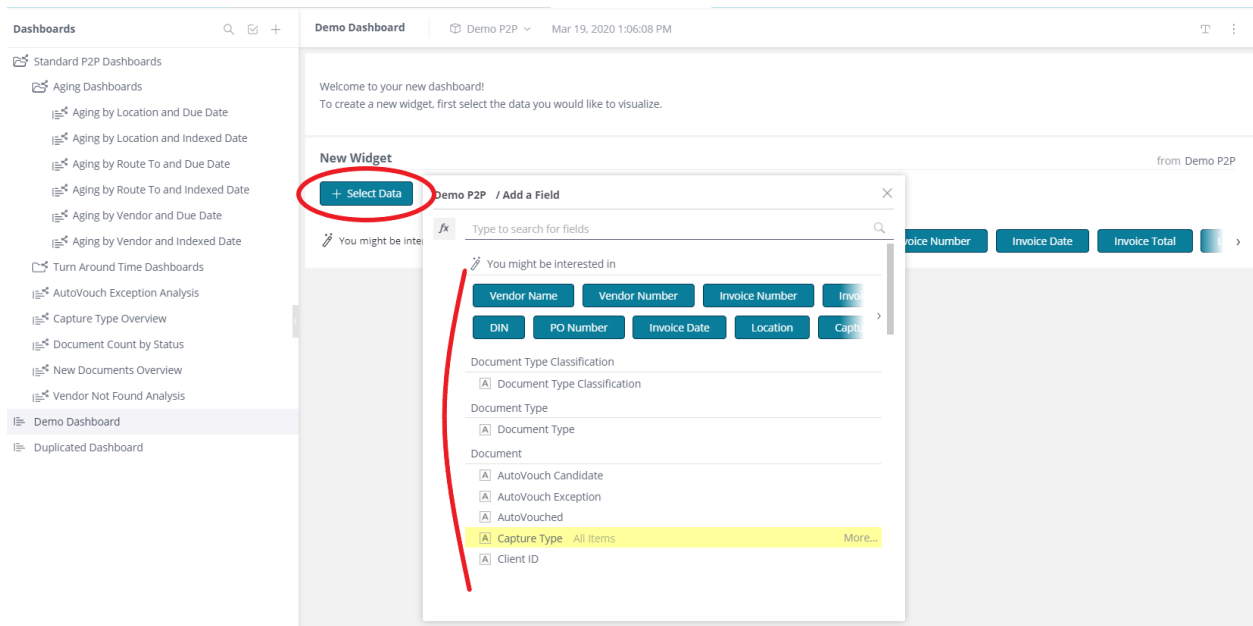 Dashboards
Demo Dashboard
Demo P2P
Mar 19, 2020 1:06:08 PM
Standard P2P Dashboards
Aging Dashboards
Aging by Location and Due Date
Aging by Location and Indexed Date
Aging by Route To and Due Date
Aging by Route To and Indexed Date
Aging by Vendor and Due Date
Aging by Vendor and Indexed Date
Turn Around Time Dashboards
AutoVouch Exception Analysis
Capture Type Overview
Document Count by Status
New Documents Overview
Vendor Not Found Analysis
Demo Dashboard
Duplicated Dashboard
Welcome to your new dashboard!
To create a new widget, first select the data you would like to visualize.
New Widget
from Demo P2P
+ Select Data
You might be inte
voice Number
Invoice Date
Invoice Total
Demo P2P / Add a Field
fx
Type to search for fields
You might be interested in
Vendor Name
Vendor Number
Invoice Number
Invoi
DIN
PO Number
Invoice Date
Location
Captu
Document Type Classification
A Document Type Classification
Document Type
A Document Type
Document
A AutoVouch Candidate
A AutoVouch Exception
A AutoVouched
A Capture Type All Items More...
A Client ID